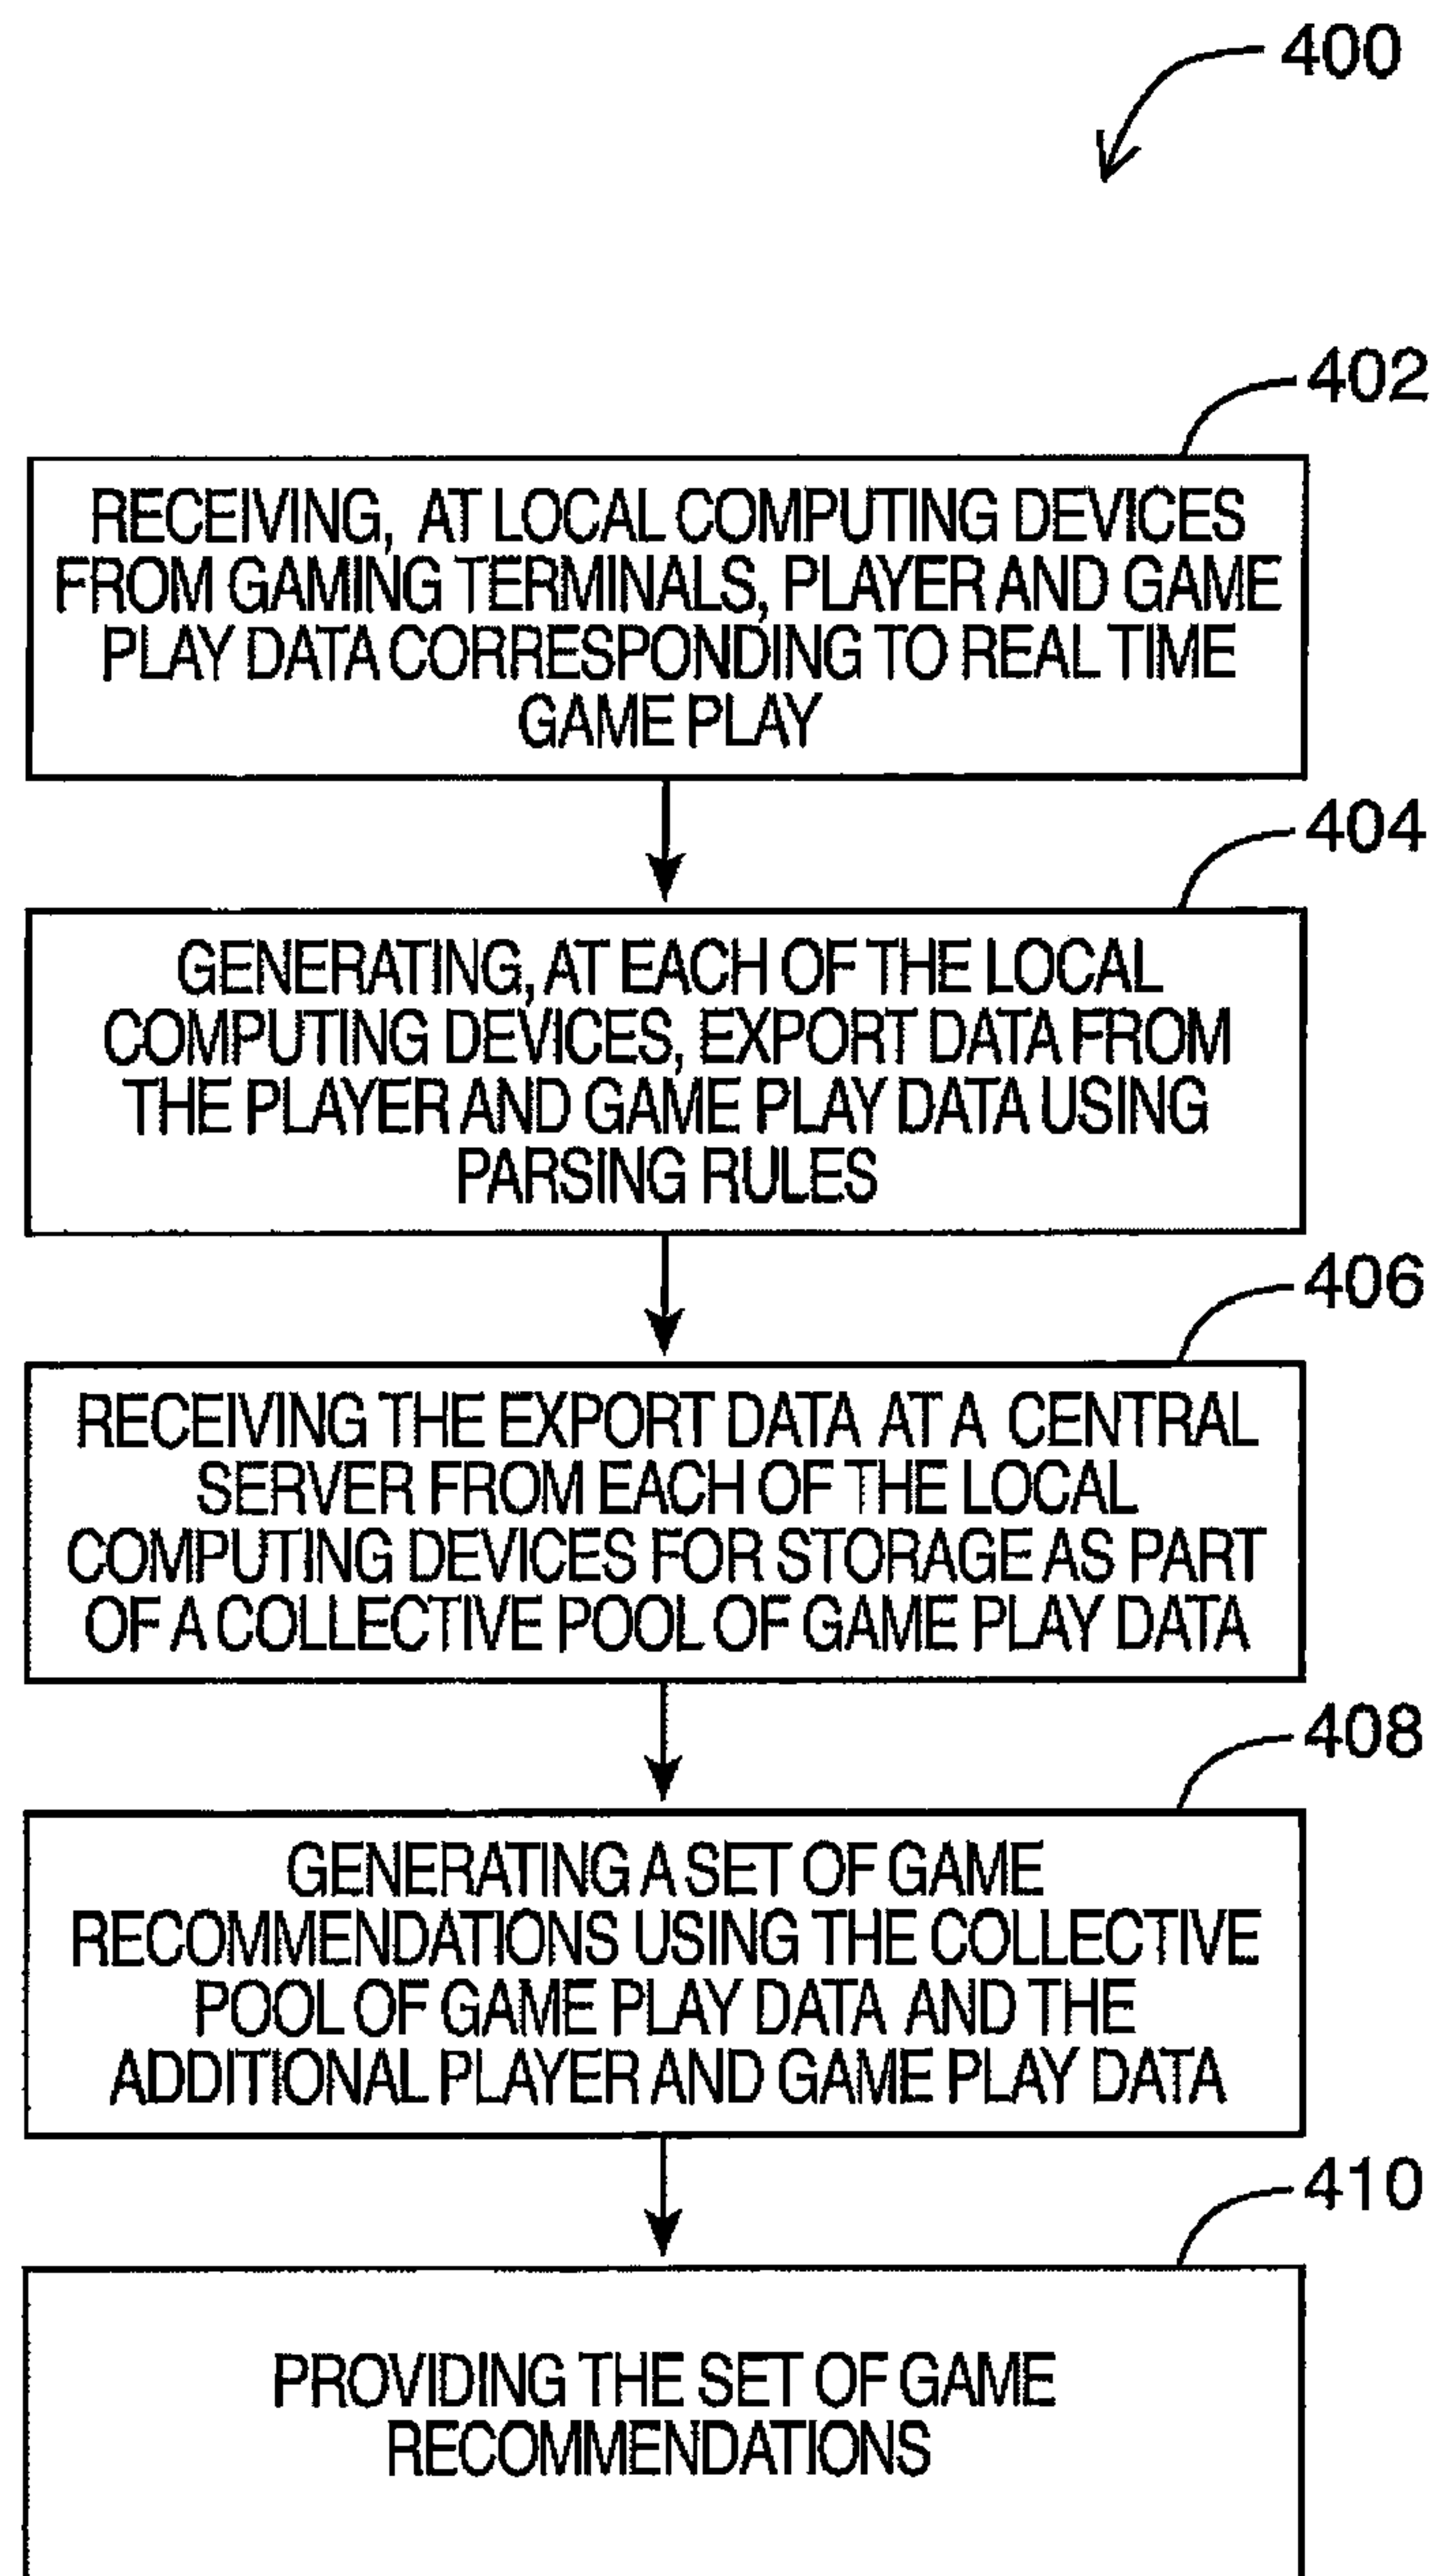 400
402
RECEIVING, AT LOCAL COMPUTING DEVICES
FROM GAMING TERMINALS, PLAYER AND GAME
PLAY DATA CORRESPONDING TO REAL TIME
GAME PLAY
404
GENERATING, AT EACH OF THE LOCAL
COMPUTING DEVICES, EXPORT DATA FROM
THE PLAYER AND GAME PLAY DATA USING
PARSING RULES
406
RECEIVING THE EXPORT DATA AT A CENTRAL
SERVER FROM EACH OF THE LOCAL
COMPUTING DEVICES FOR STORAGE AS PART
OF A COLLECTIVE POOL OF GAME PLAY DATA
408
GENERATING A SET OF GAME
RECOMMENDATIONS USING THE COLLECTIVE
POOL OF GAME PLAY DATA AND THE
ADDITIONAL PLAYER AND GAME PLAY DATA
410
PROVIDING THE SET OF GAME
RECOMMENDATIONS